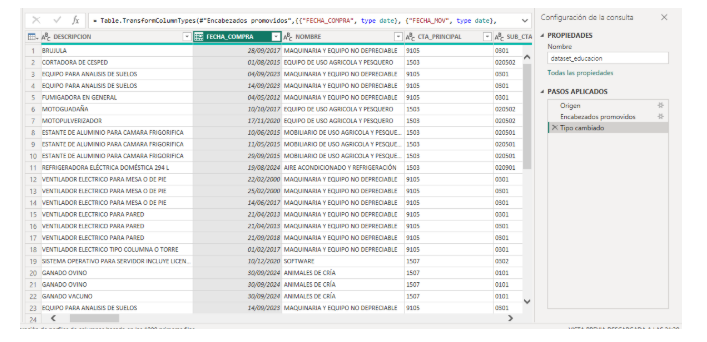 = Table.TransformColumnTypes(#"Encabezados promovidos",{{"FECHA_COMPRA", type date}, {"FECHA_MOV", type date},
Configuración de la consulta
DESCRIPCION FECHA_COMPRA NOMBRE CTA_PRINCIPAL SUB_CTA
1 BRUJULA 28/09/2017 MAQUINARIA Y EQUIPO NO DEPRECIABLE 9105 0301
2 CORTADORA DE CESPED 01/08/2015 EQUIPO DE USO AGRICOLA Y PESQUERO 1503 020502
3 EQUIPO PARA ANALISIS DE SUELOS 04/09/2023 MAQUINARIA Y EQUIPO NO DEPRECIABLE 9105 0301
4 EQUIPO PARA ANALISIS DE SUELOS 14/09/2023 MAQUINARIA Y EQUIPO NO DEPRECIABLE 9105 0301
5 FUMIGADORA EN GENERAL 04/05/2012 MAQUINARIA Y EQUIPO NO DEPRECIABLE 9105 0301
6 MOTOGUADAÑA 10/10/2017 EQUIPO DE USO AGRICOLA Y PESQUERO 1503 020502
7 MOTOPULVERIZADOR 17/11/2020 EQUIPO DE USO AGRICOLA Y PESQUERO 1503 020502
8 ESTANTE DE ALUMINIO PARA CAMARA FRIGORIFICA 10/06/2015 MOBILIARIO DE USO AGRICOLA Y PESQUE... 1503 020501
9 ESTANTE DE ALUMINIO PARA CAMARA FRIGORIFICA 11/05/2015 MOBILIARIO DE USO AGRICOLA Y PESQUE... 1503 020501
10 ESTANTE DE ALUMINIO PARA CAMARA FRIGORIFICA 29/09/2015 MOBILIARIO DE USO AGRICOLA Y PESQUE... 1503 020501
11 REFRIGERADORA ELÉCTRICA DOMÉSTICA 294 L 19/08/2024 AIRE ACONDICIONADO Y REFRIGERACIÓN 1503 020901
12 VENTILADOR ELECTRICO PARA MESA O DE PIE 22/02/2000 MAQUINARIA Y EQUIPO NO DEPRECIABLE 9105 0301
13 VENTILADOR ELECTRICO PARA MESA O DE PIE 25/02/2000 MAQUINARIA Y EQUIPO NO DEPRECIABLE 9105 0301
14 VENTILADOR ELECTRICO PARA MESA O DE PIE 14/06/2017 MAQUINARIA Y EQUIPO NO DEPRECIABLE 9105 0301
15 VENTILADOR ELECTRICO PARA PARED 21/04/2013 MAQUINARIA Y EQUIPO NO DEPRECIABLE 9105 0301
16 VENTILADOR ELECTRICO PARA PARED 21/04/2013 MAQUINARIA Y EQUIPO NO DEPRECIABLE 9105 0301
17 VENTILADOR ELECTRICO PARA PARED 21/09/2018 MAQUINARIA Y EQUIPO NO DEPRECIABLE 9105 0301
18 VENTILADOR ELECTRICO TIPO COLUMNA O TORRE 01/02/2017 MAQUINARIA Y EQUIPO NO DEPRECIABLE 9105 0301
19 SISTEMA OPERATIVO PARA SERVIDOR INCLUYE LICEN... 10/12/2020 SOFTWARE 1507 0302
20 GANADO OVINO 30/09/2024 ANIMALES DE CRÍA 1507 0101
21 GANADO OVINO 30/09/2024 ANIMALES DE CRÍA 1507 0101
22 GANADO VACUNO 30/09/2024 ANIMALES DE CRÍA 1507 0101
23 EQUIPO PARA ANALISIS DE SUELOS 14/09/2023 MAQUINARIA Y EQUIPO NO DEPRECIABLE 9105 0301
24
PROPIEDADES
Nombre
dataset_educacion
Todas las propiedades
PASOS APLICADOS
Origen
Encabezados promovidos
Tipo cambiado